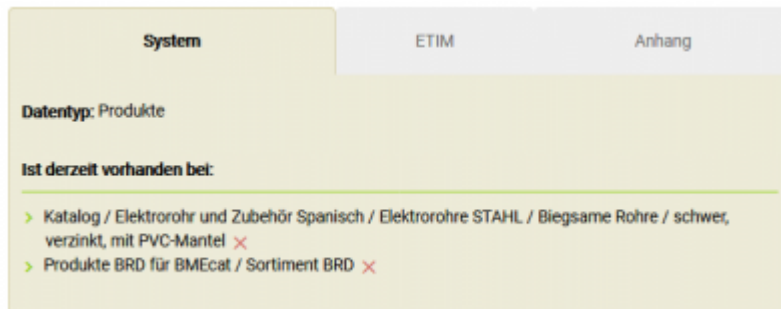 System ETIM Anhang
Datentyp: Produkte
Ist derzeit vorhanden bei:
> Katalog / Elektrorohr und Zubehör Spanisch / Elektrorohre STAHL / Biegsame Rohre / schwer,
verzinkt, mit PVC-Mantel ×
> Produkte BRD für BMEcat / Sortiment BRD ×